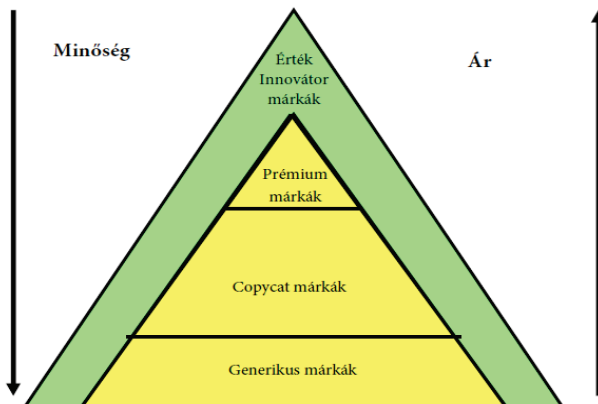 Minőség
Ár
Érték
Innovátor
márkák
Prémium
márkák
Copycat márkák
Generikus márkák